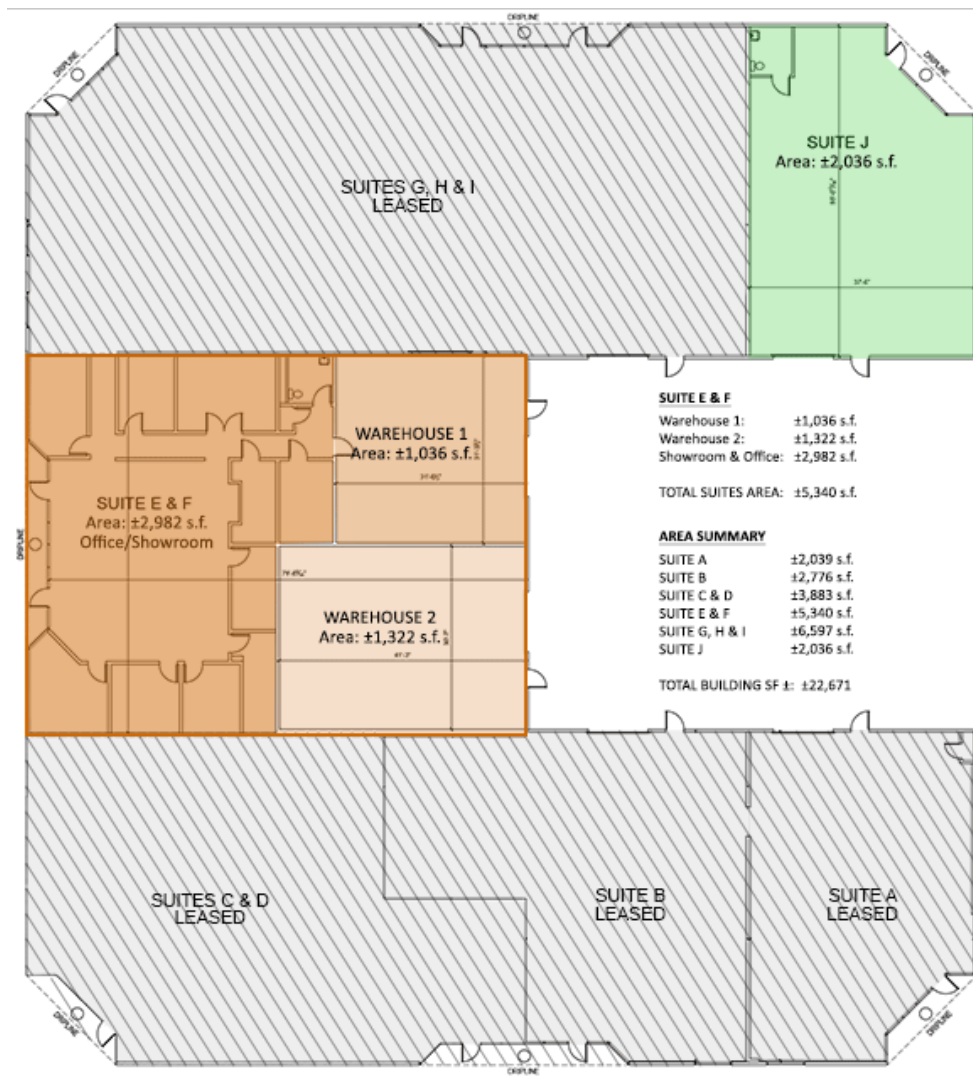 DRIPLINE
DRIPLINE
DRIPLINE
SUITE J
Area: ±2,036 s.f.
SUITES G, H & I
LEASED
37'-6"
SUITE E & F
Warehouse 1: ±1,036 s.f.
Warehouse 2: ±1,322 s.f.
Showroom & Office: ±2,982 s.f.
TOTAL SUITES AREA: ±5,340 s.f.
WAREHOUSE 1
Area: ±1,036 s.f.
SUITE E & F
Area: ±2,982 s.f.
Office/Showroom
DRIPLINE
AREA SUMMARY
SUITE A ±2,039 s.f.
SUITE B ±2,776 s.f.
SUITE C & D ±3,883 s.f.
SUITE E & F ±5,340 s.f.
SUITE G, H & I ±6,597 s.f.
SUITE J ±2,036 s.f.
TOTAL BUILDING SF ±: ±22,671
WAREHOUSE 2
Area: ±1,322 s.f.
SUITES C & D
LEASED
SUITE B
LEASED
SUITE A
LEASED
DRIPLINE
DRIPLINE
DRIPLINE